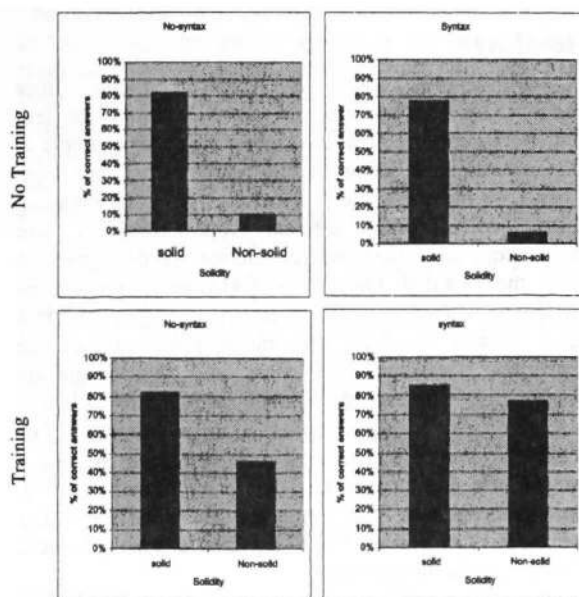 No Training
No-syntax
% of correct answers
100%
90%
80%
70%
60%
50%
40%
30%
20%
10%
0%
solid Non-solid
Solidity
Syntax
% of correct answer
100%
90%
80%
70%
60%
50%
40%
30%
20%
10%
0%
solid Non-solid
Solidity
Training
No-syntax
% of correct answers
100%
90%
80%
70%
60%
50%
40%
30%
20%
10%
0%
solid Non-solid
Solidity
syntax
% of correct answers
100%
90%
80%
70%
60%
50%
40%
30%
20%
10%
0%
solid Non-solid
Solidity